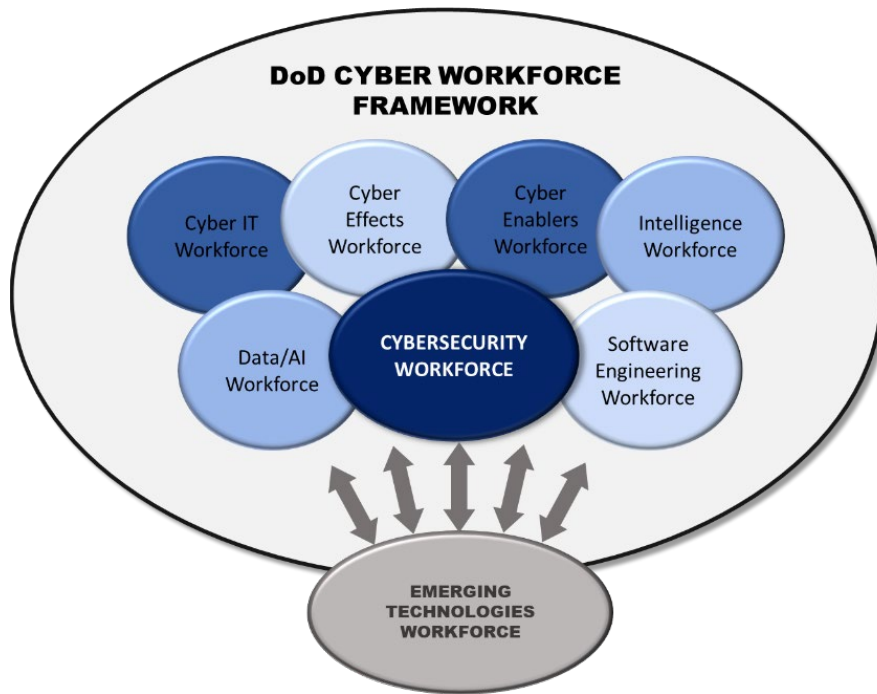 DoD CYBER WORKFORCE
FRAMEWORK
Cyber IT
Workforce
Cyber
Effects
Workforce
Cyber
Enablers
Workforce
Intelligence
Workforce
Data/AI
Workforce
CYBERSECURITY
WORKFORCE
Software
Engineering
Workforce
EMERGING
TECHNOLOGIES
WORKFORCE